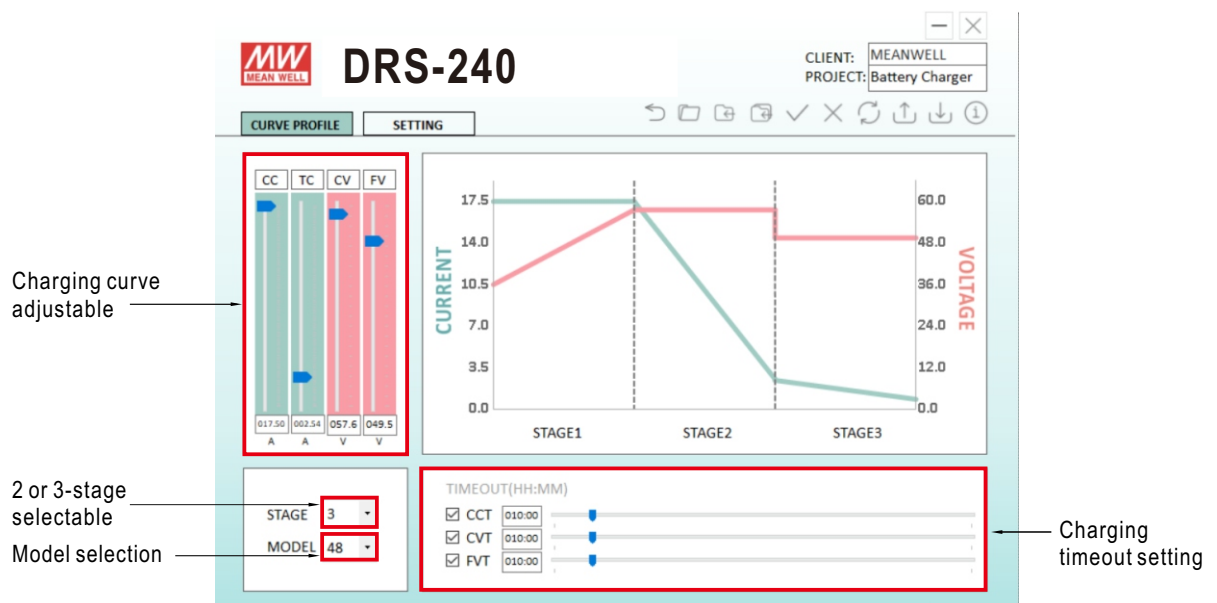 MW
MEAN WELL
DRS-240
CLIENT: MEANWELL
PROJECT: Battery Charger
CURVE PROFILE
SETTING
CC TC CV FV
017.50 002.54 057.6 049.5
A A V V
Charging curve
adjustable
CURRENT
17.5
14.0
10.5
7.0
3.5
0.0
60.0
48.0
36.0
24.0
12.0
0.0
VOLTAGE
STAGE1 STAGE2 STAGE3
2 or 3-stage
selectable
Model selection
STAGE 3
MODEL 48
TIMEOUT(HH:MM)
CCT 010:00
CVT 010:00
FVT 010:00
Charging
timeout setting